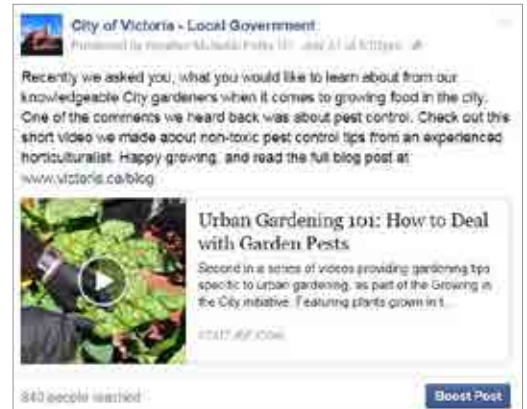 City of Victoria - Local Government
Recently we asked you, what you would like to learn about from our
knowledgeable City gardeners when it comes to growing food in the city.
One of the comments we heard back was about pest control. Check out this
short video we made about non-toxic pest control tips from an experienced
horticulturalist. Happy growing, and read the full blog post at
www.victoria.ca/blog
Urban Gardening 101: How to Deal
with Garden Pests
Second in a series of videos providing gardening tips
specific to urban gardening, as part of the Growing in
the City initiative. Featuring plants grown in t...
840 people reached
Boost Post